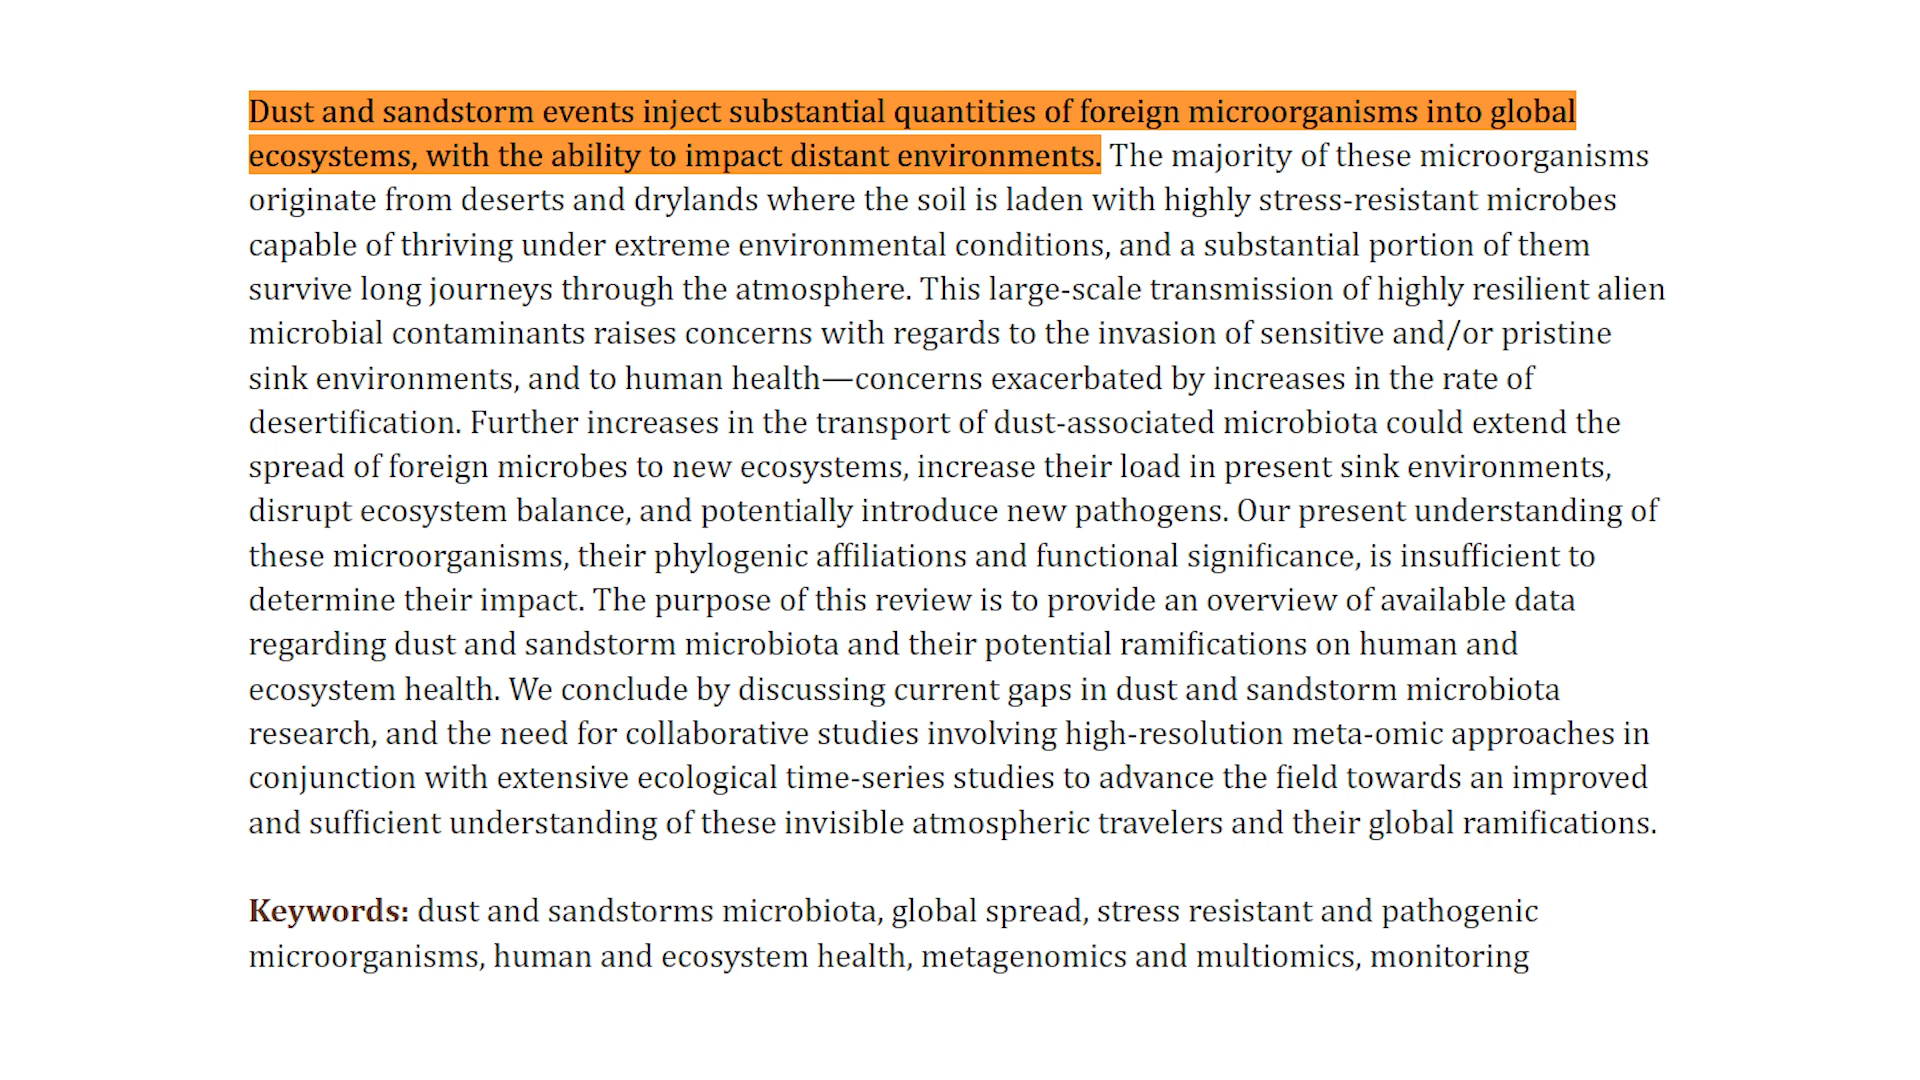 Dust and sandstorm events inject substantial quantities of foreign microorganisms into global
ecosystems, with the ability to impact distant environments. The majority of these microorganisms
originate from deserts and drylands where the soil is laden with highly stress-resistant microbes
capable of thriving under extreme environmental conditions, and a substantial portion of them
survive long journeys through the atmosphere. This large-scale transmission of highly resilient alien
microbial contaminants raises concerns with regards to the invasion of sensitive and/or pristine
sink environments, and to human health—concerns exacerbated by increases in the rate of
desertification. Further increases in the transport of dust-associated microbiota could extend the
spread of foreign microbes to new ecosystems, increase their load in present sink environments,
disrupt ecosystem balance, and potentially introduce new pathogens. Our present understanding of
these microorganisms, their phylogenic affiliations and functional significance, is insufficient to
determine their impact. The purpose of this review is to provide an overview of available data
regarding dust and sandstorm microbiota and their potential ramifications on human and
ecosystem health. We conclude by discussing current gaps in dust and sandstorm microbiota
research, and the need for collaborative studies involving high-resolution meta-omic approaches in
conjunction with extensive ecological time-series studies to advance the field towards an improved
and sufficient understanding of these invisible atmospheric travelers and their global ramifications.
Keywords: dust and sandstorms microbiota, global spread, stress resistant and pathogenic
microorganisms, human and ecosystem health, metagenomics and multiomics, monitoring